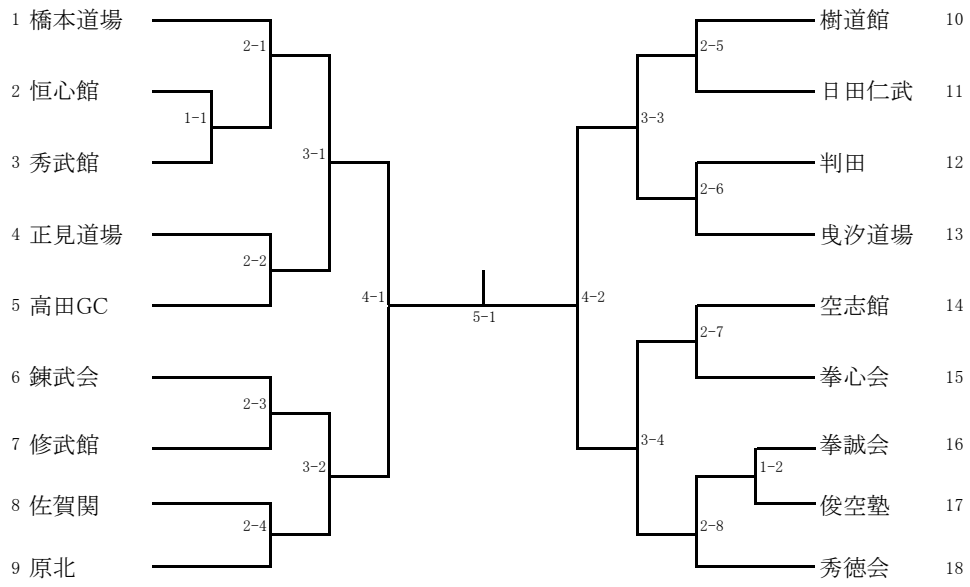 1 橋本道場
2-1
2 恒心館
1-1
3 秀武館
3-1
4 正見道場
2-2
5 高田GC
4-1
6 錬武会
2-3
7 修武館
3-2
8 佐賀関
2-4
9 原北
5-1
樹道館 10
2-5
日田仁武 11
3-3
判田 12
2-6
曳汐道場 13
4-2
空志館 14
2-7
拳心会 15
3-4
拳誠会 16
1-2
俊空塾 17
2-8
秀徳会 18